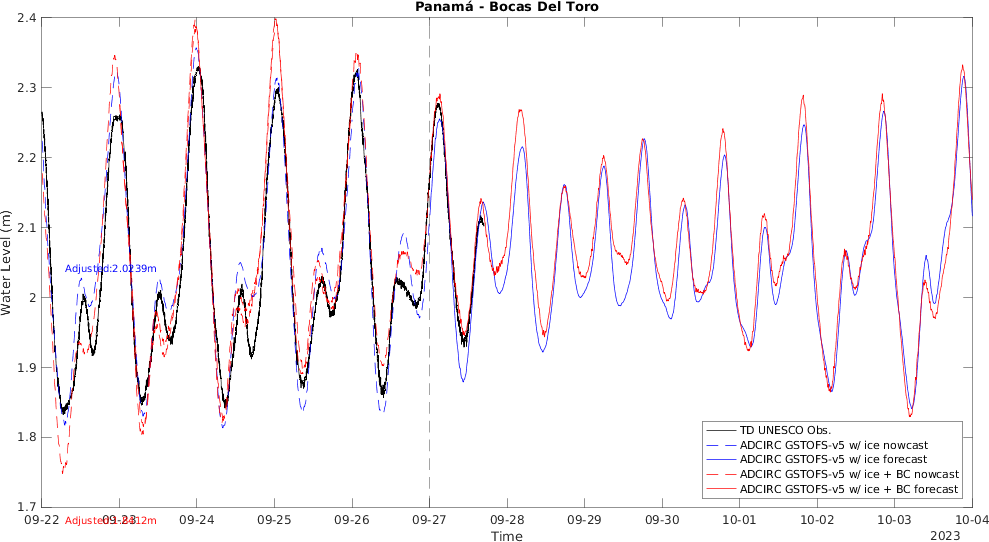 Panamá - Bocas Del Toro
2.4
2.3
2.2
2.1
2
1.9
1.8
1.7
Water Level (m)
Adjusted:2.0239m
TD UNESCO Obs.
ADCIRC GSTOFS-v5 w/ ice nowcast
ADCIRC GSTOFS-v5 w/ ice forecast
ADCIRC GSTOFS-v5 w/ ice + BC nowcast
ADCIRC GSTOFS-v5 w/ ice + BC forecast
09-22 09-23 09-24 09-25 09-26 09-27 09-28 09-29 09-30 10-01 10-02 10-03 10-04
Time
2023